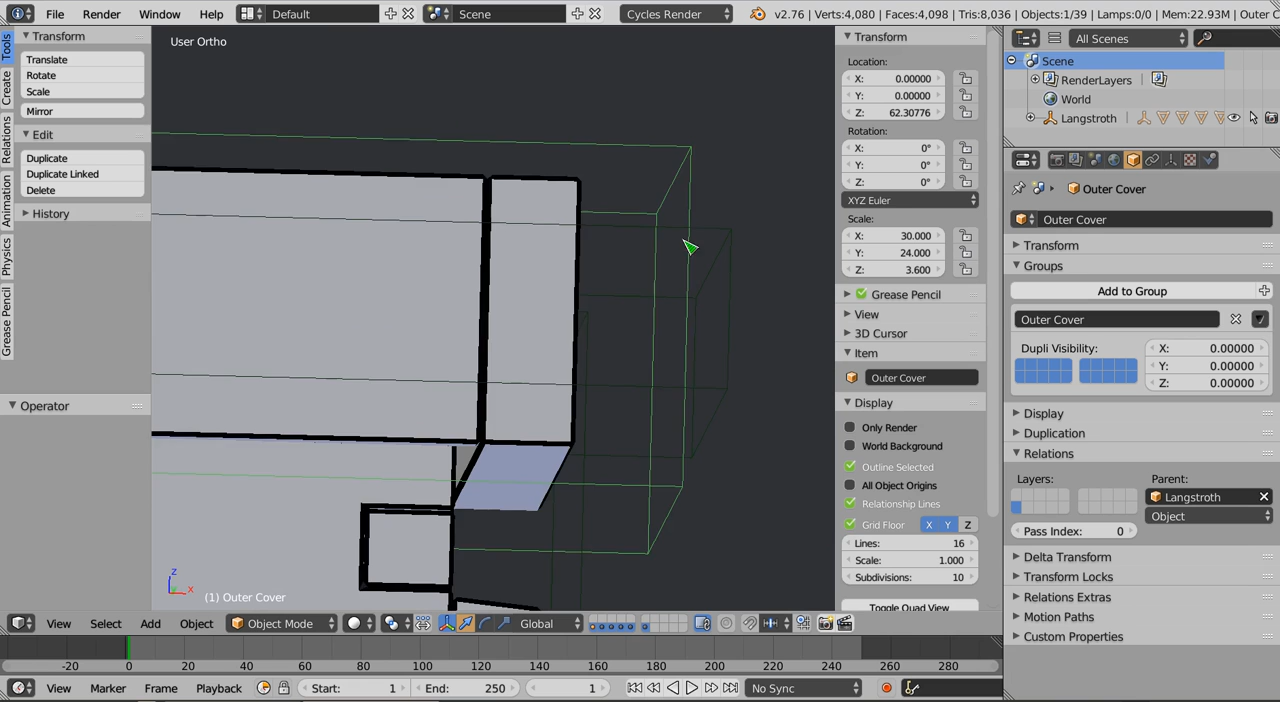 File Render Window Help Default Scene Cycles Render v2.76 | Verts:4,080 | Faces:4,098 | Tris:8,036 | Objects:1/39 | Lamps:0/0 | Mem:22.93M | Outer C
Tools
Create
Relations
Animation
Physics
Grease Pencil
Transform
Translate
Rotate
Scale
Mirror
Edit
Duplicate
Duplicate Linked
Delete
History
Operator
User Ortho
z
x
(1) Outer Cover
Transform
Location:
X: 0.00000
Y: 0.00000
Z: 62.30776
Rotation:
X: 0°
Y: 0°
Z: 0°
XYZ Euler
Scale:
X: 30.000
Y: 24.000
Z: 3.600
Grease Pencil
View
3D Cursor
Item
Outer Cover
Display
Only Render
World Background
Outline Selected
All Object Origins
Relationship Lines
Grid Floor X Y Z
Lines: 16
Scale: 1.000
Subdivisions: 10
Toggle Quad View
View Select Add Object Object Mode Global
-20 0 20 40 60 80 100 120 140 160 180 200 220 240 260 280
View Marker Frame Playback Start: 1 End: 250 1 No Sync
All Scenes
Scene
RenderLayers
World
Langstroth
Outer Cover
Outer Cover
Transform
Groups
Add to Group
Outer Cover
Dupli Visibility:
X: 0.00000
Y: 0.00000
Z: 0.00000
Display
Duplication
Relations
Layers: Parent:
Langstroth
Object
Pass Index: 0
Delta Transform
Transform Locks
Relations Extras
Motion Paths
Custom Properties